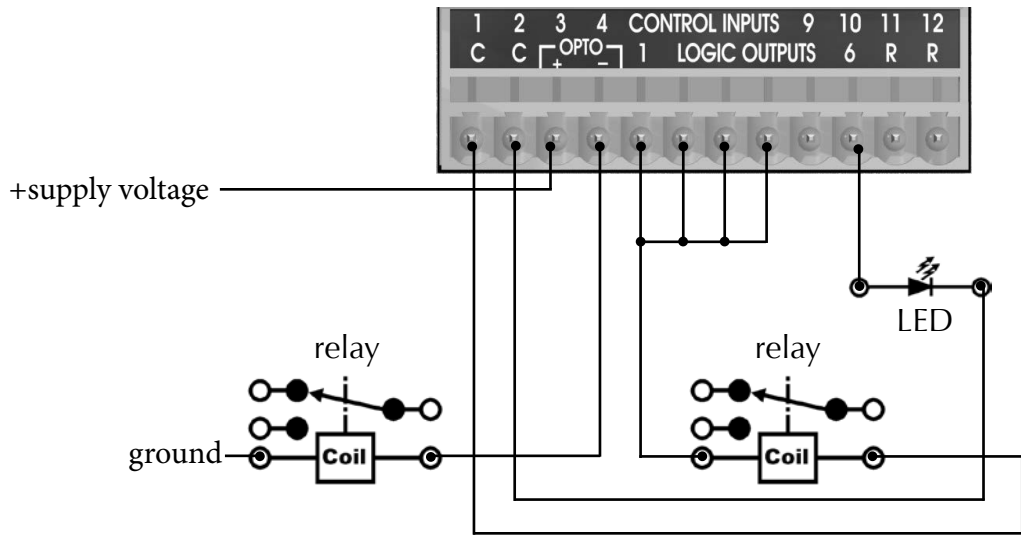 1 2 3 4 CONTROL INPUTS 9 10 11 12
C C OPTO 1 LOGIC OUTPUTS 6 R R
+ −
+supply voltage
LED
relay relay
ground Coil Coil